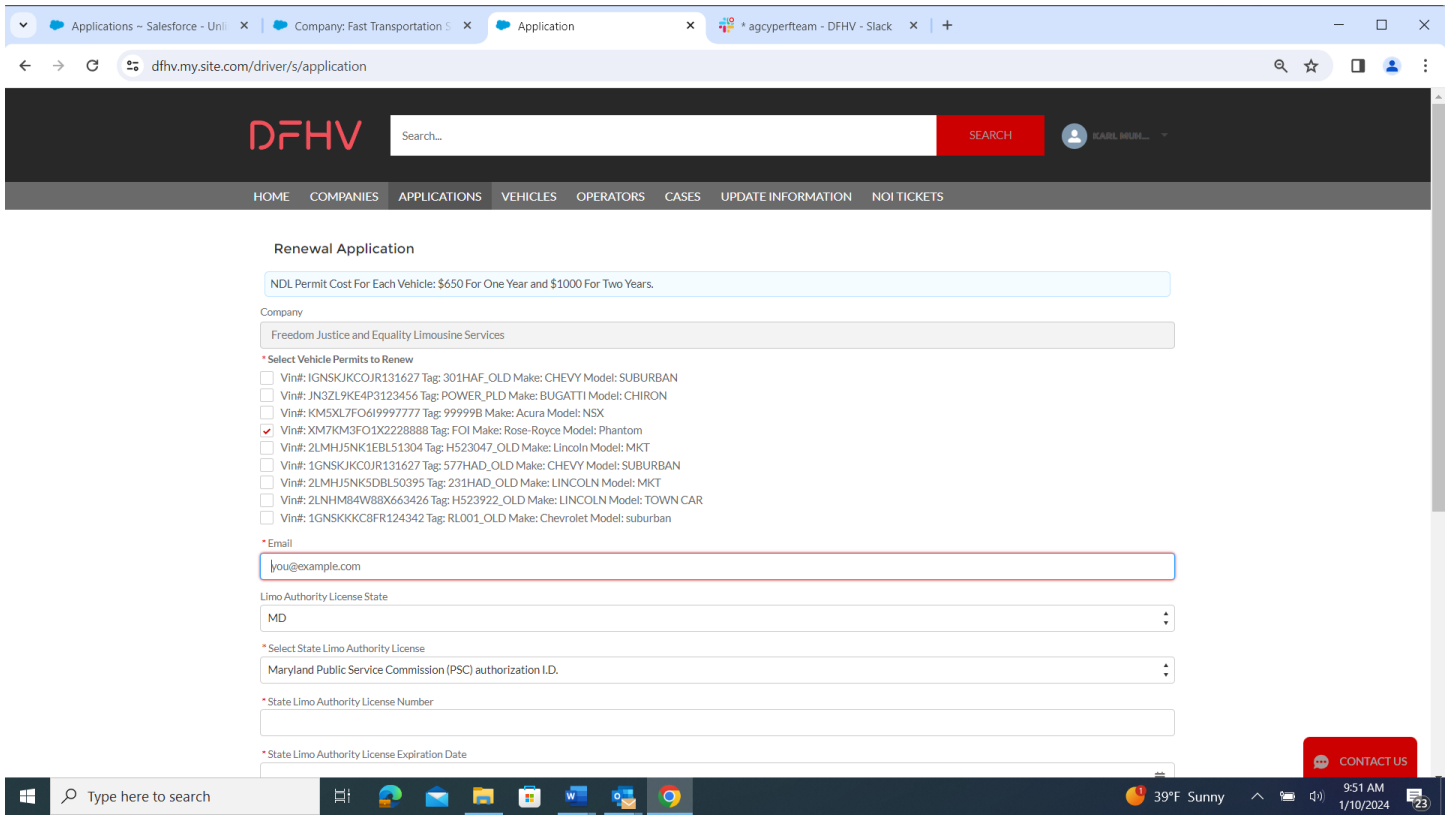 Applications ~ Salesforce - Unli
Company: Fast Transportation S
Application
* agcyperfteam - DFHV - Slack
dfhv.my.site.com/driver/s/application
DFHV
Search...
SEARCH
KARL MUN...
HOME COMPANIES APPLICATIONS VEHICLES OPERATORS CASES UPDATE INFORMATION NOI TICKETS
Renewal Application
NDL Permit Cost For Each Vehicle: $650 For One Year and $1000 For Two Years.
Company
Freedom Justice and Equality Limousine Services
* Select Vehicle Permits to Renew
Vin#: IGNSKJKCOJR131627 Tag: 301HAF_OLD Make: CHEVY Model: SUBURBAN
Vin#: JN3ZL9KE4P3123456 Tag: POWER_PLD Make: BUGATTI Model: CHIRON
Vin#: KM5XL7FO6I9997777 Tag: 99999B Make: Acura Model: NSX
Vin#: XM7KM3FO1X2228888 Tag: FOI Make: Rose-Royce Model: Phantom
Vin#: 2LMHJ5NK1EBL51304 Tag: H523047_OLD Make: Lincoln Model: MKT
Vin#: 1GNSKJKC0JR131627 Tag: 577HAD_OLD Make: CHEVY Model: SUBURBAN
Vin#: 2LMHJ5NK5DBL50395 Tag: 231HAD_OLD Make: LINCOLN Model: MKT
Vin#: 2LNHM84W88X663426 Tag: H523922_OLD Make: LINCOLN Model: TOWN CAR
Vin#: 1GNSKKKC8FR124342 Tag: RL001_OLD Make: Chevrolet Model: suburban
* Email
you@example.com
Limo Authority License State
MD
* Select State Limo Authority License
Maryland Public Service Commission (PSC) authorization I.D.
* State Limo Authority License Number
* State Limo Authority License Expiration Date
CONTACT US
Type here to search
1
39°F Sunny
9:51 AM
1/10/2024
23